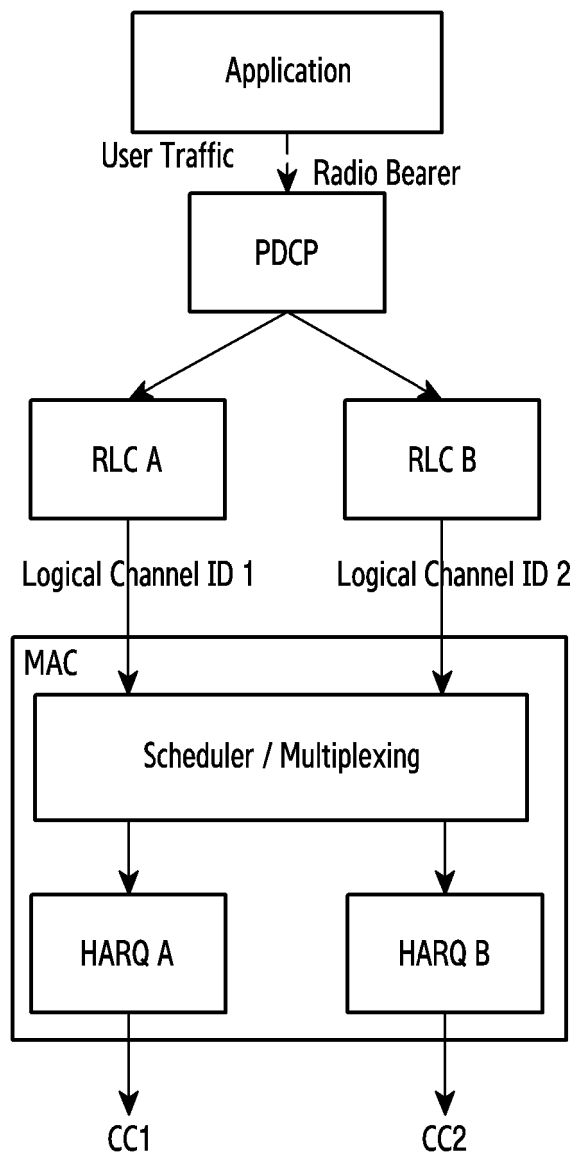 Application
User Traffic
Radio Bearer
PDCP
RLC A
RLC B
Logical Channel ID 1
Logical Channel ID 2
MAC
Scheduler / Multiplexing
HARQ A
HARQ B
CC1
CC2